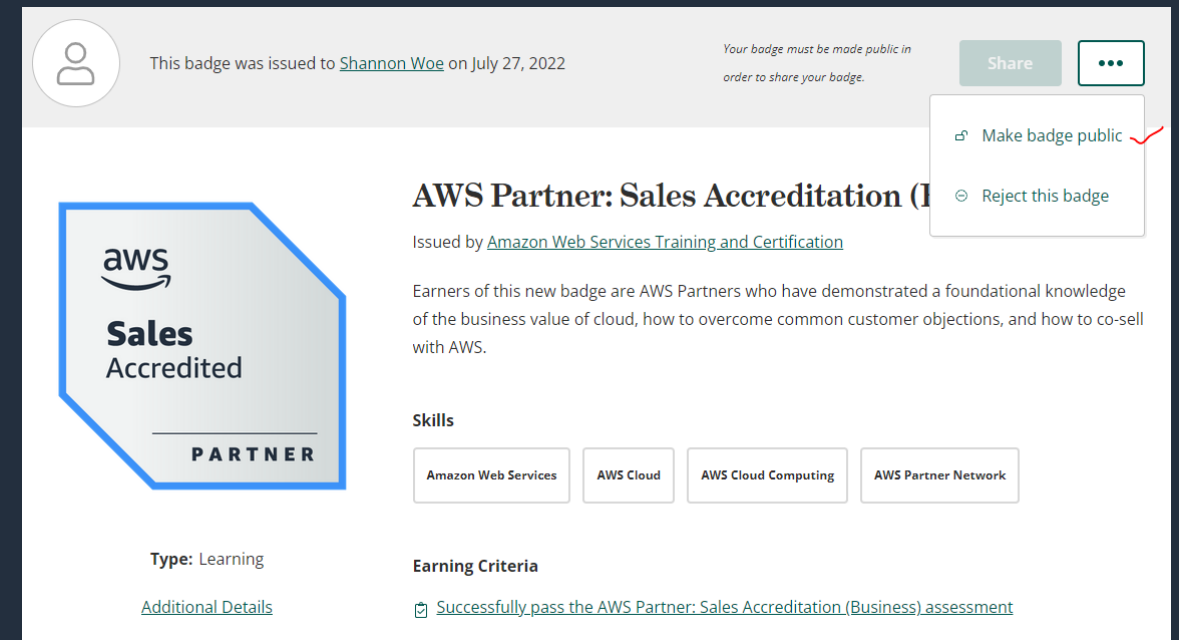 This badge was issued to Shannon Woe on July 27, 2022
Your badge must be made public in
order to share your badge.
Share
Make badge public
Reject this badge
AWS Partner: Sales Accreditation (
Issued by Amazon Web Services Training and Certification
Earners of this new badge are AWS Partners who have demonstrated a foundational knowledge
of the business value of cloud, how to overcome common customer objections, and how to co-sell
with AWS.
aws
Sales
Accredited
PARTNER
Skills
Amazon Web Services
AWS Cloud
AWS Cloud Computing
AWS Partner Network
Type: Learning
Additional Details
Earning Criteria
Successfully pass the AWS Partner: Sales Accreditation (Business) assessment